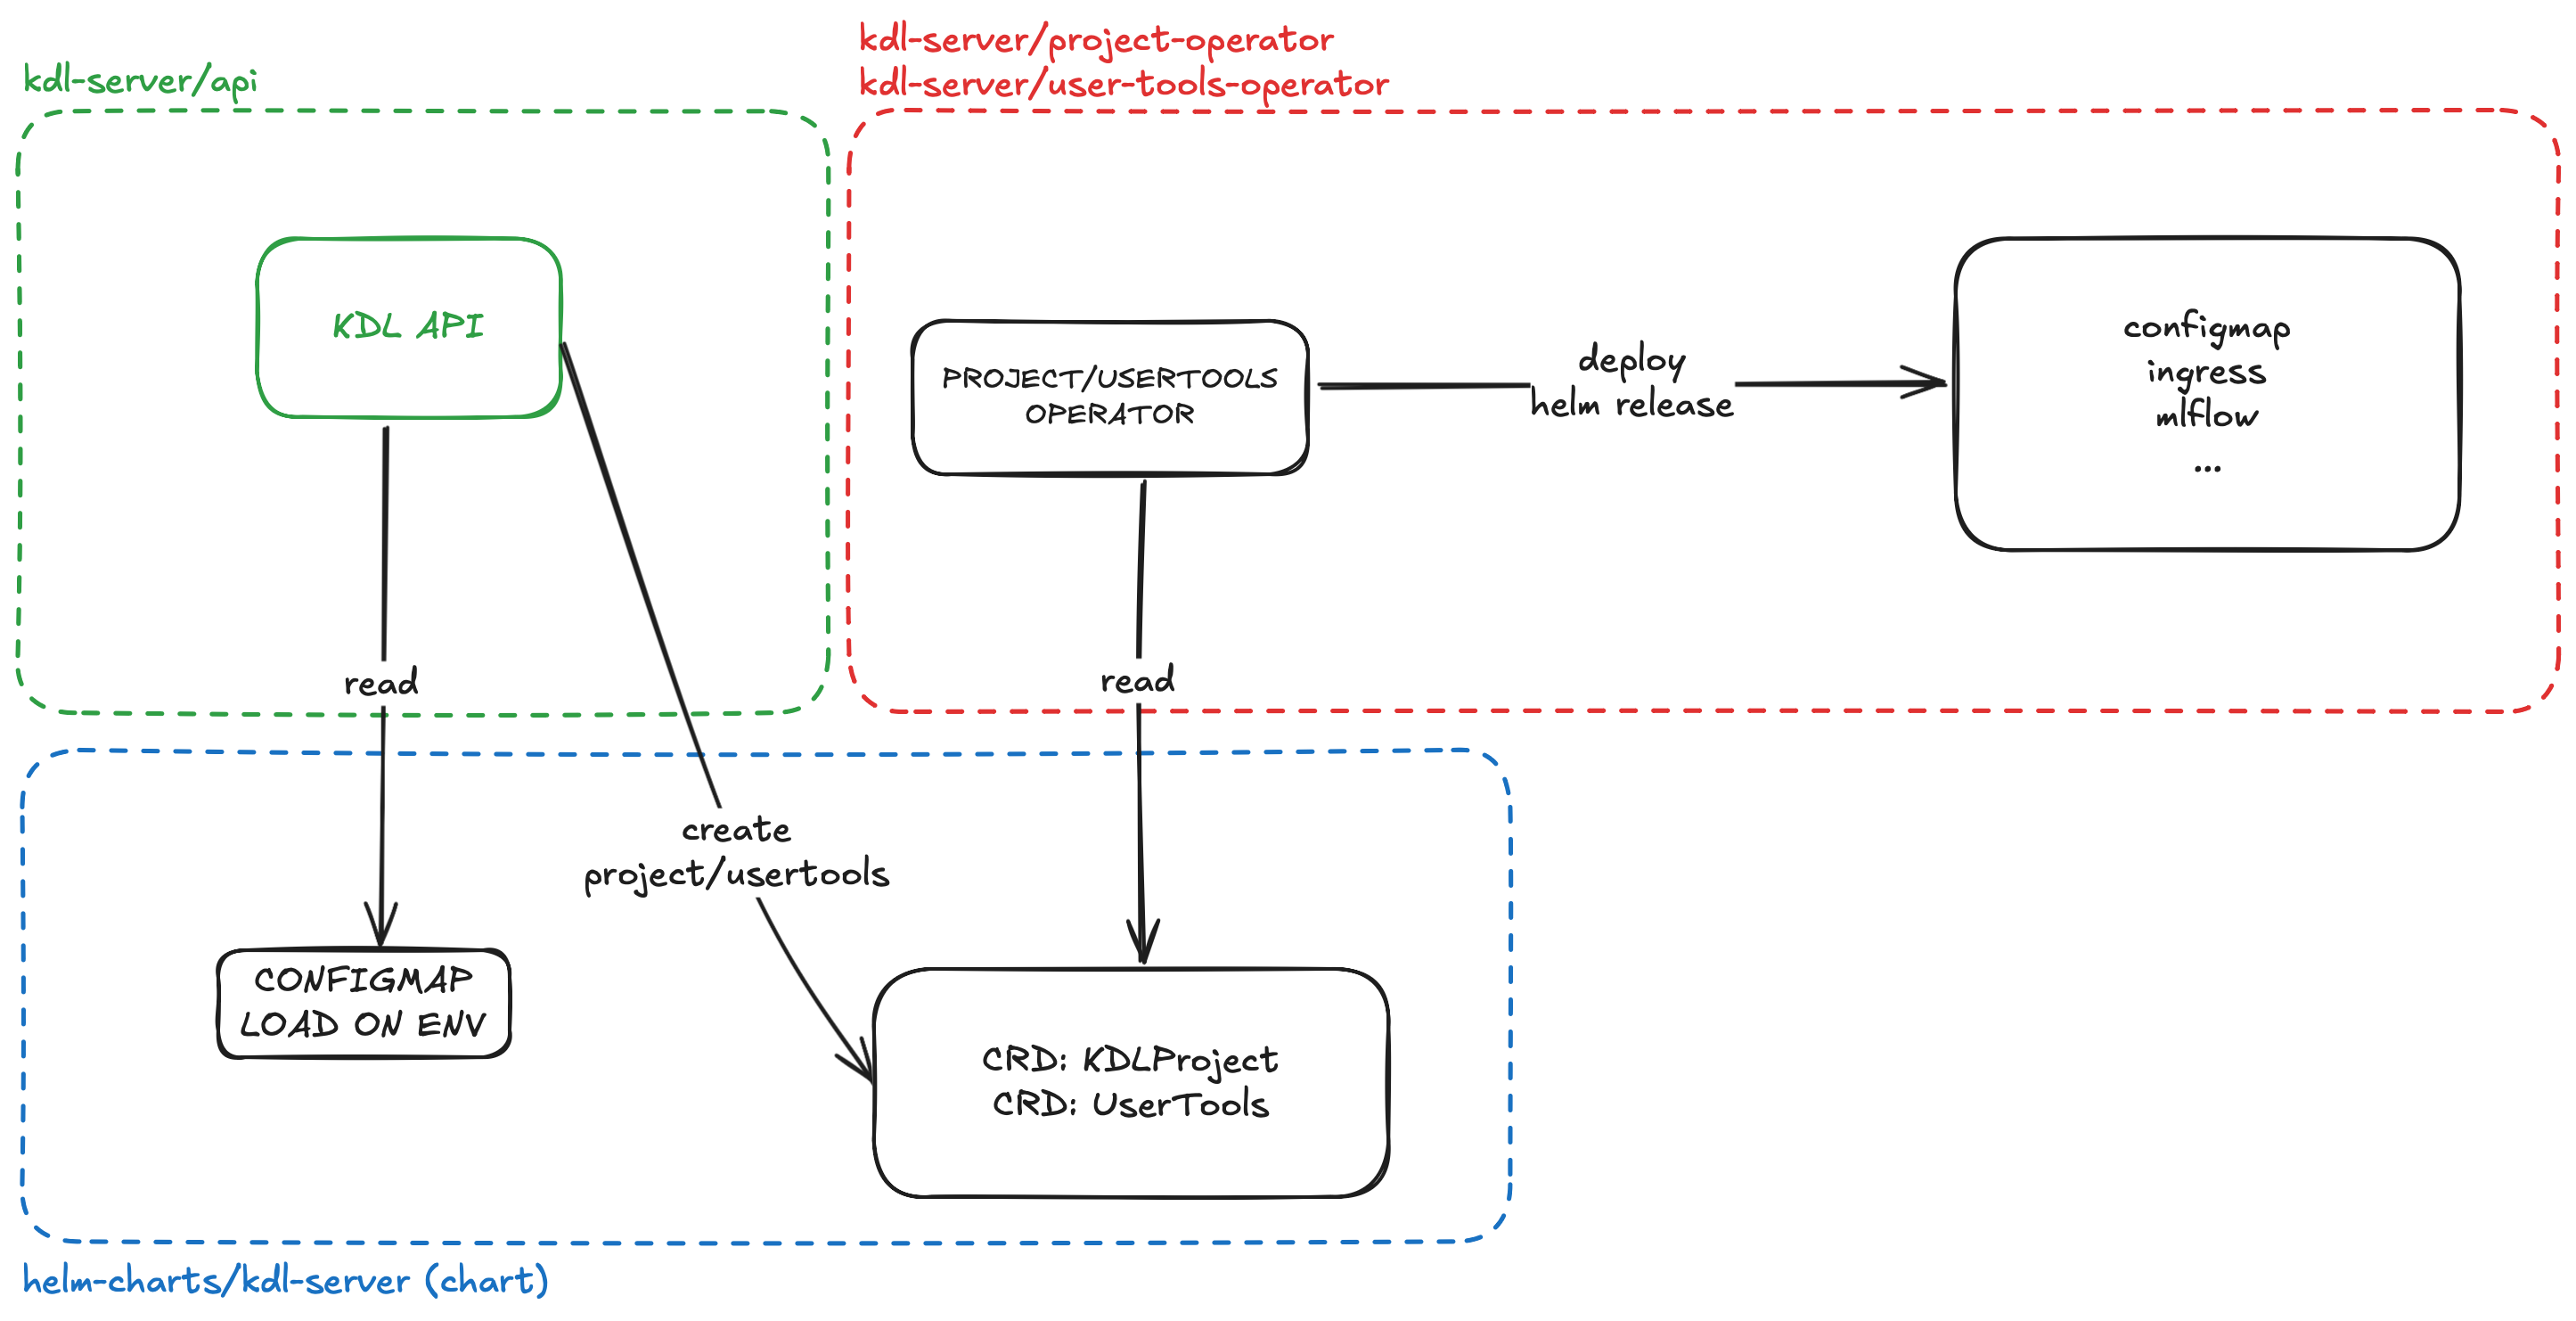 kdl-server/project-operator
kdl-server/user-tools-operator
kdl-server/api
KDL API
PROJECT/USERTOOLS
OPERATOR
deploy
helm release
configmap
ingress
mlflow
...
read
read
create
project/usertools
CONFIGMAP
LOAD ON ENV
CRD: KDLProject
CRD: UserTools
helm-charts/kdl-server (chart)